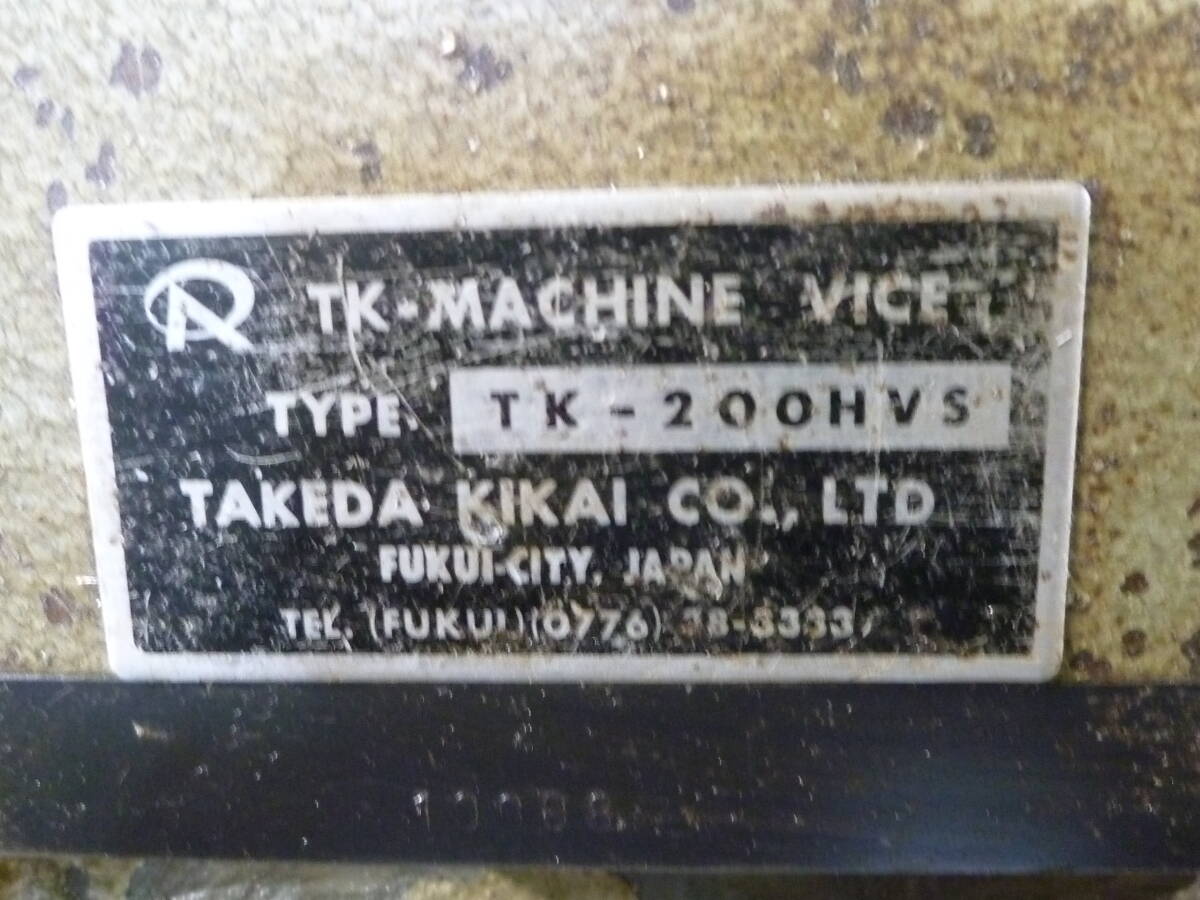 TK-MACHINE VICE
TYPE TK-200HVS
TAKEDA KIKAI CO., LTD
FUKUI-CITY, JAPAN
TEL. (FUKUI)(0776)